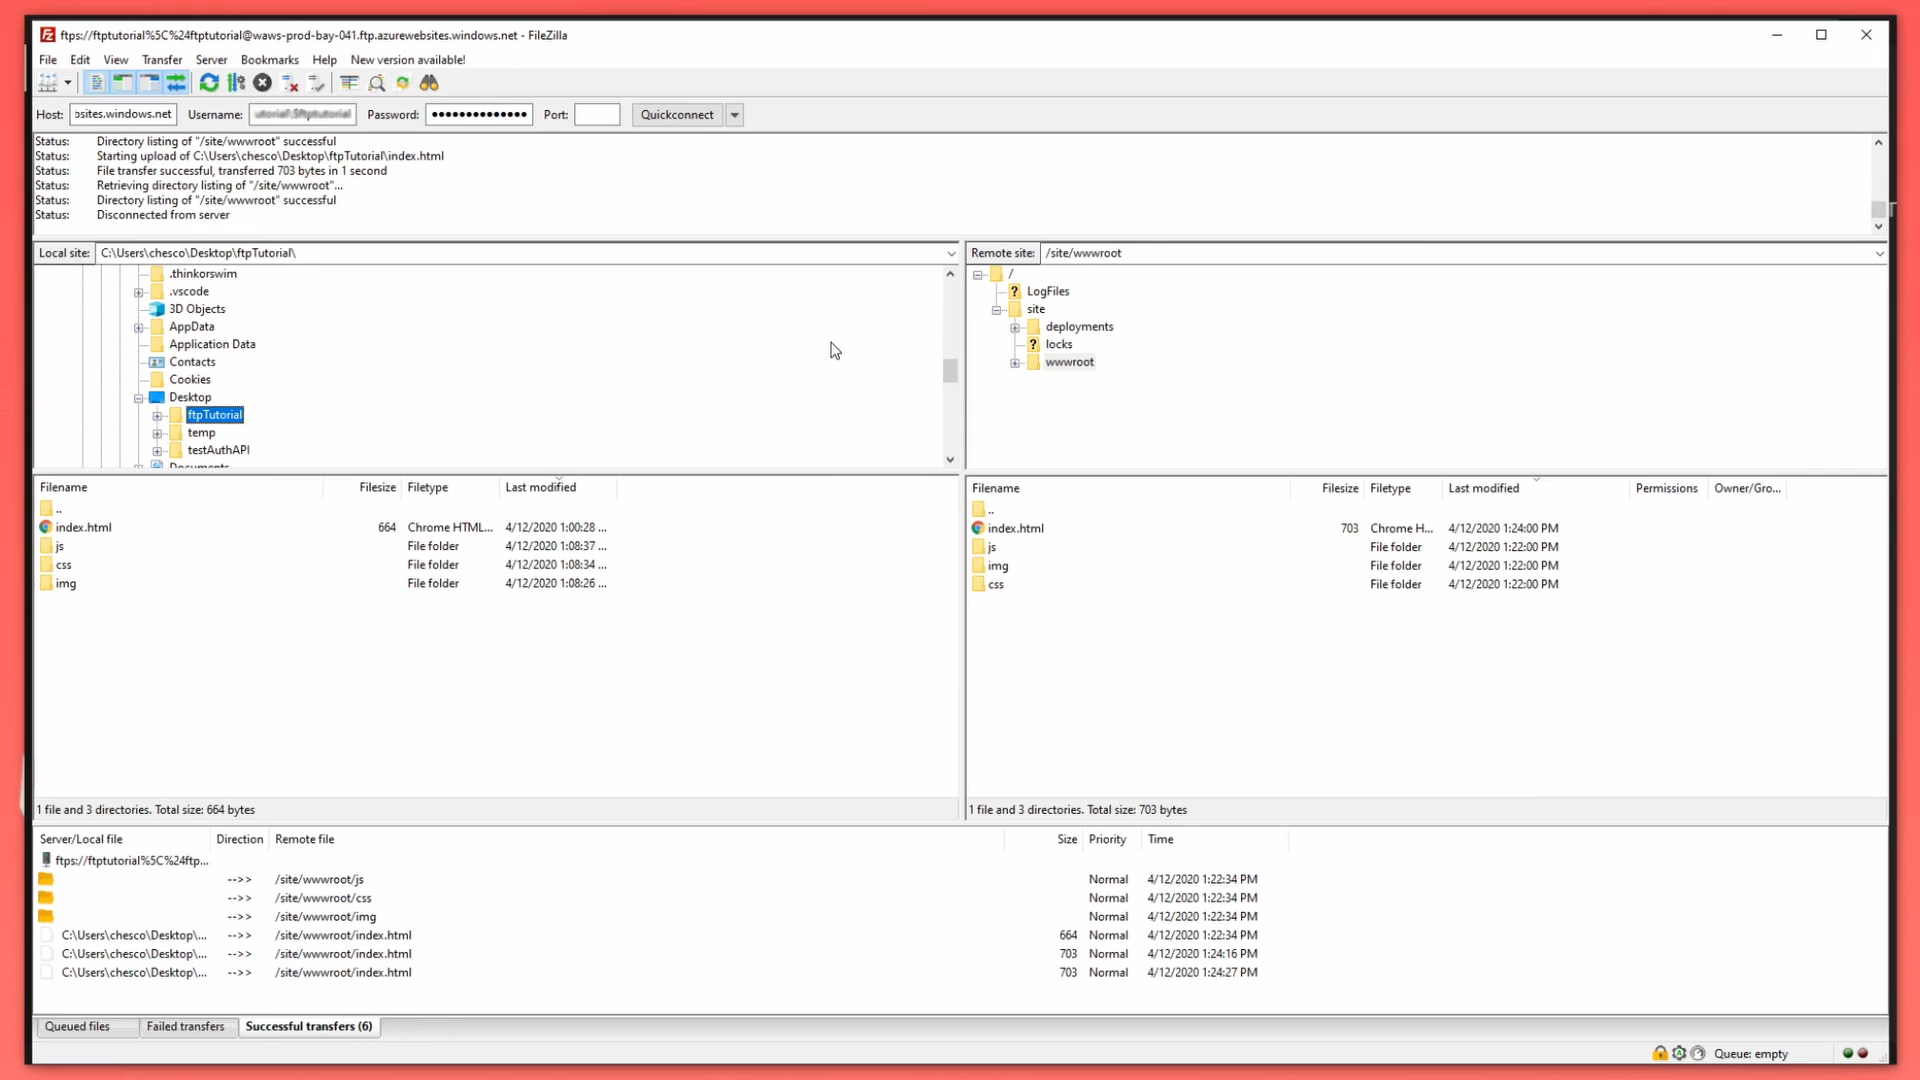 ftps://ftptutorial%5C%24ftptutorial@waws-prod-bay-041.ftp.azurewebsites.windows.net - FileZilla
File Edit View Transfer Server Bookmarks Help New version available!
Host: osites.windows.net Username: Password: ●●●●●●●●●●●●●●● Port: Quickconnect
Status: Directory listing of "/site/wwwroot" successful
Status: Starting upload of C:\Users\chesco\Desktop\ftpTutorial\index.html
Status: File transfer successful, transferred 703 bytes in 1 second
Status: Retrieving directory listing of "/site/wwwroot"...
Status: Directory listing of "/site/wwwroot" successful
Status: Disconnected from server
Local site: C:\Users\chesco\Desktop\ftpTutorial\
.thinkorswim
.vscode
3D Objects
AppData
Application Data
Contacts
Cookies
Desktop
ftpTutorial
temp
testAuthAPI
Documents
Remote site: /site/wwwroot
/
LogFiles
site
deployments
locks
wwwroot
Filename Filesize Filetype Last modified
..
index.html 664 Chrome HTML... 4/12/2020 1:00:28 ...
js File folder 4/12/2020 1:08:37 ...
css File folder 4/12/2020 1:08:34 ...
img File folder 4/12/2020 1:08:26 ...
1 file and 3 directories. Total size: 664 bytes
Filename Filesize Filetype Last modified Permissions Owner/Gro...
..
index.html 703 Chrome H... 4/12/2020 1:24:00 PM
js File folder 4/12/2020 1:22:00 PM
img File folder 4/12/2020 1:22:00 PM
css File folder 4/12/2020 1:22:00 PM
1 file and 3 directories. Total size: 703 bytes
Server/Local file Direction Remote file Size Priority Time
ftps://ftptutorial%5C%24ftp...
-->> /site/wwwroot/js Normal 4/12/2020 1:22:34 PM
-->> /site/wwwroot/css Normal 4/12/2020 1:22:34 PM
-->> /site/wwwroot/img Normal 4/12/2020 1:22:34 PM
C:\Users\chesco\Desktop\... -->> /site/wwwroot/index.html 664 Normal 4/12/2020 1:22:34 PM
C:\Users\chesco\Desktop\... -->> /site/wwwroot/index.html 703 Normal 4/12/2020 1:24:16 PM
C:\Users\chesco\Desktop\... -->> /site/wwwroot/index.html 703 Normal 4/12/2020 1:24:27 PM
Queued files Failed transfers Successful transfers (6)
Queue: empty